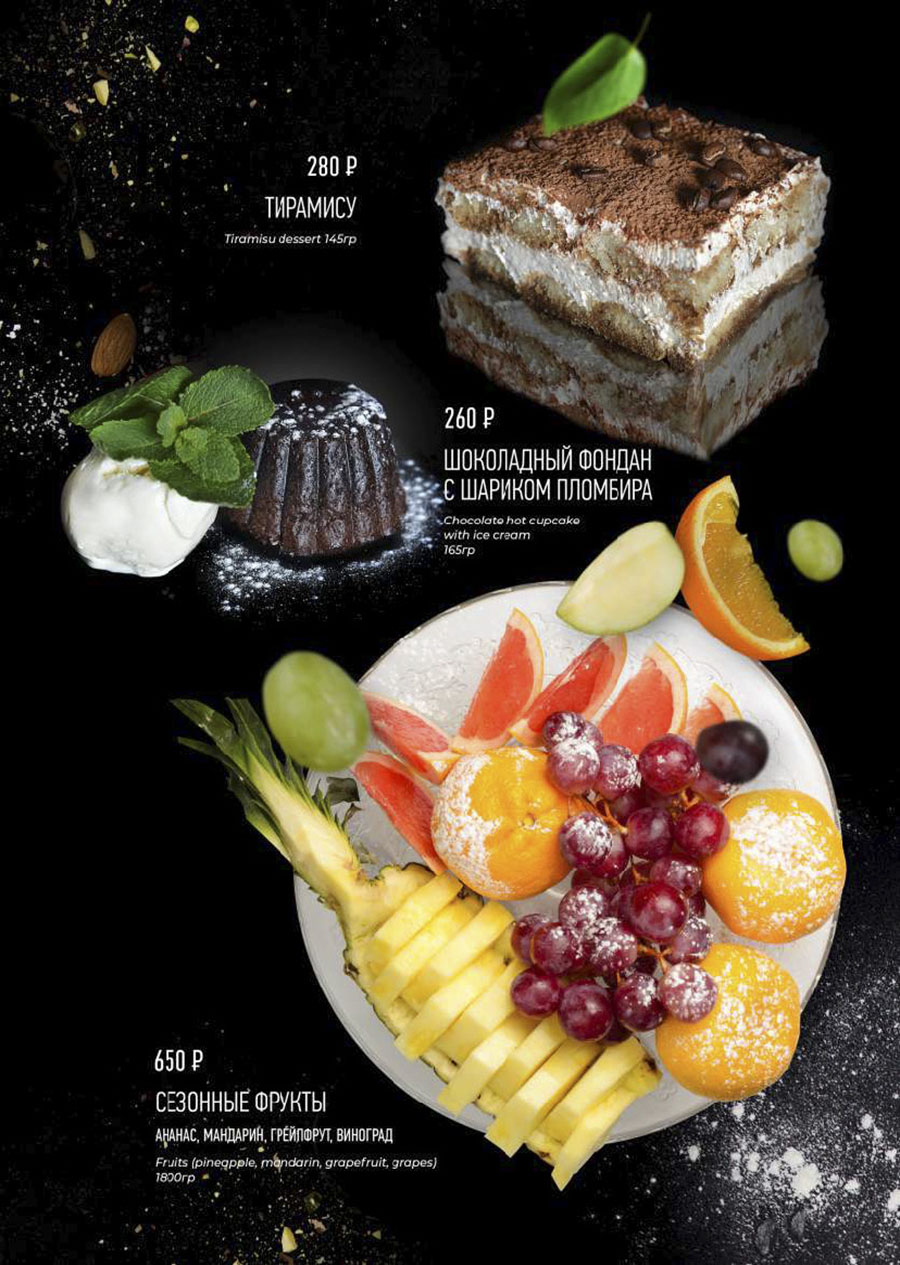 280 ₽
ТИРАМИСУ
Tiramisu dessert 145гр
260 ₽
ШОКОЛАДНЫЙ ФОНДАН
С ШАРИКОМ ПЛОМБИРА
Chocolate hot cupcake
with ice cream
165гр
650 ₽
СЕЗОННЫЕ ФРУКТЫ
АНАНАС, МАНДАРИН, ГРЕЙПФРУТ, ВИНОГРАД
Fruits (pineapple, mandarin, grapefruit, grapes)
1800гр